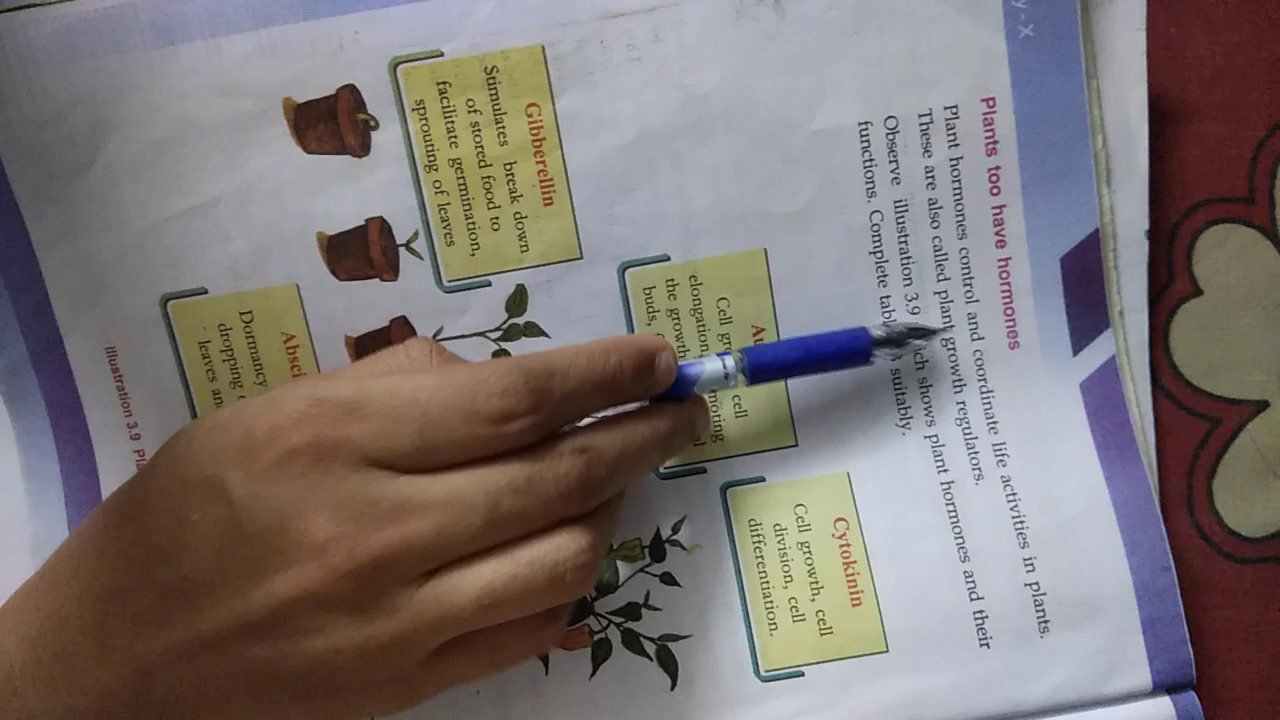 y - X
Plants too have hormones
Plant hormones control and coordinate life activities in plants.
These are also called plant growth regulators.
Observe illustration 3.9 shows plant hormones and their
functions. Complete suitably.
Cell cell
elongation
the growth
buds,
Cytokinin
Cell growth, cell
division, cell
differentiation.
Gibberellin
Stimulates break down
of stored food to
facilitate germination,
sprouting of leaves
Dormancy
dropping
leaves
Illustration 3.9